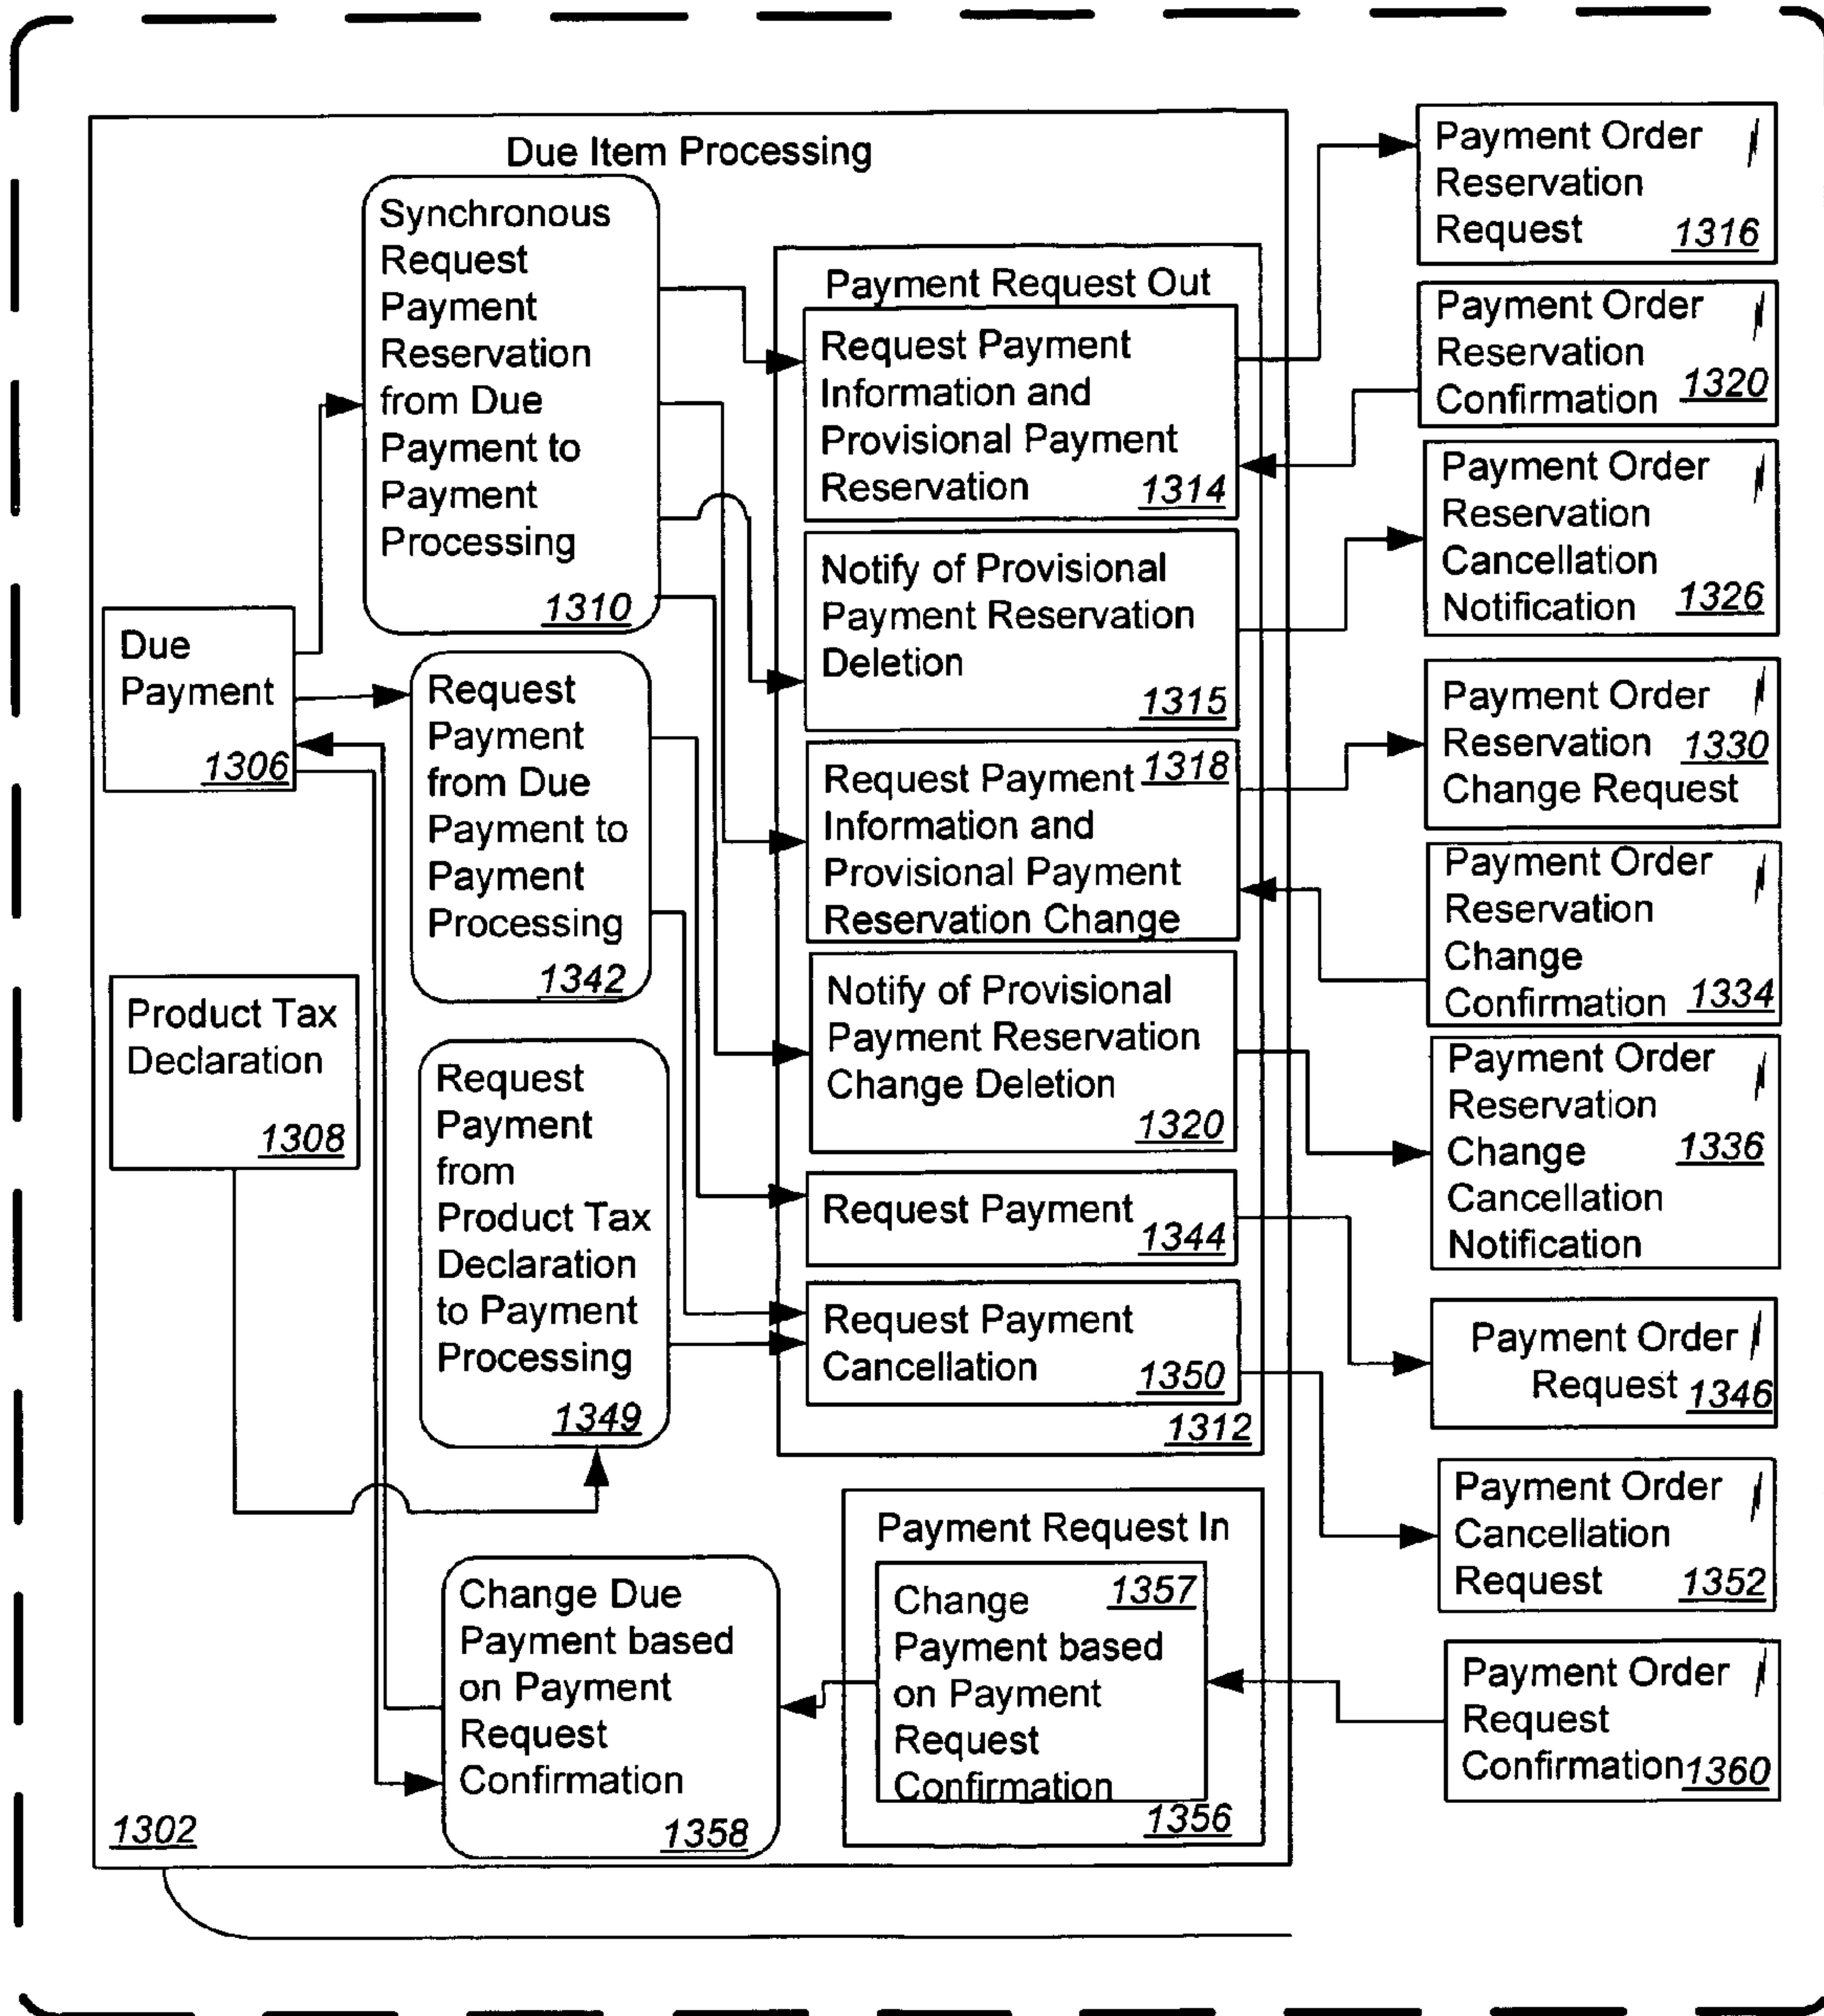 Due Item Processing
Synchronous
Request
Payment
Reservation
from Due
Payment to
Payment
Processing
1310
Due
Payment
1306
Request
Payment
from Due
Payment to
Payment
Processing
1342
Product Tax
Declaration
1308
Request
Payment
from
Product Tax
Declaration
to Payment
Processing
1349
Payment Request Out
Request Payment
Information and
Provisional Payment
Reservation 1314
Notify of Provisional
Payment Reservation
Deletion
1315
Request Payment 1318
Information and
Provisional Payment
Reservation Change
Notify of Provisional
Payment Reservation
Change Deletion
1320
Request Payment
1344
Request Payment
Cancellation 1350
1312
Payment Request In
1357
Change
Payment based
on Payment
Request
Confirmation
1356
Change Due
Payment based
on Payment
Request
Confirmation
1358
1302
Payment Order
Reservation
Request 1316
Payment Order
Reservation
Confirmation 1320
Payment Order
Reservation
Cancellation
Notification 1326
Payment Order
Reservation 1330
Change Request
Payment Order
Reservation
Change
Confirmation 1334
Payment Order
Reservation
Change 1336
Cancellation
Notification
Payment Order
Request 1346
Payment Order
Cancellation
Request 1352
Payment Order
Request
Confirmation 1360